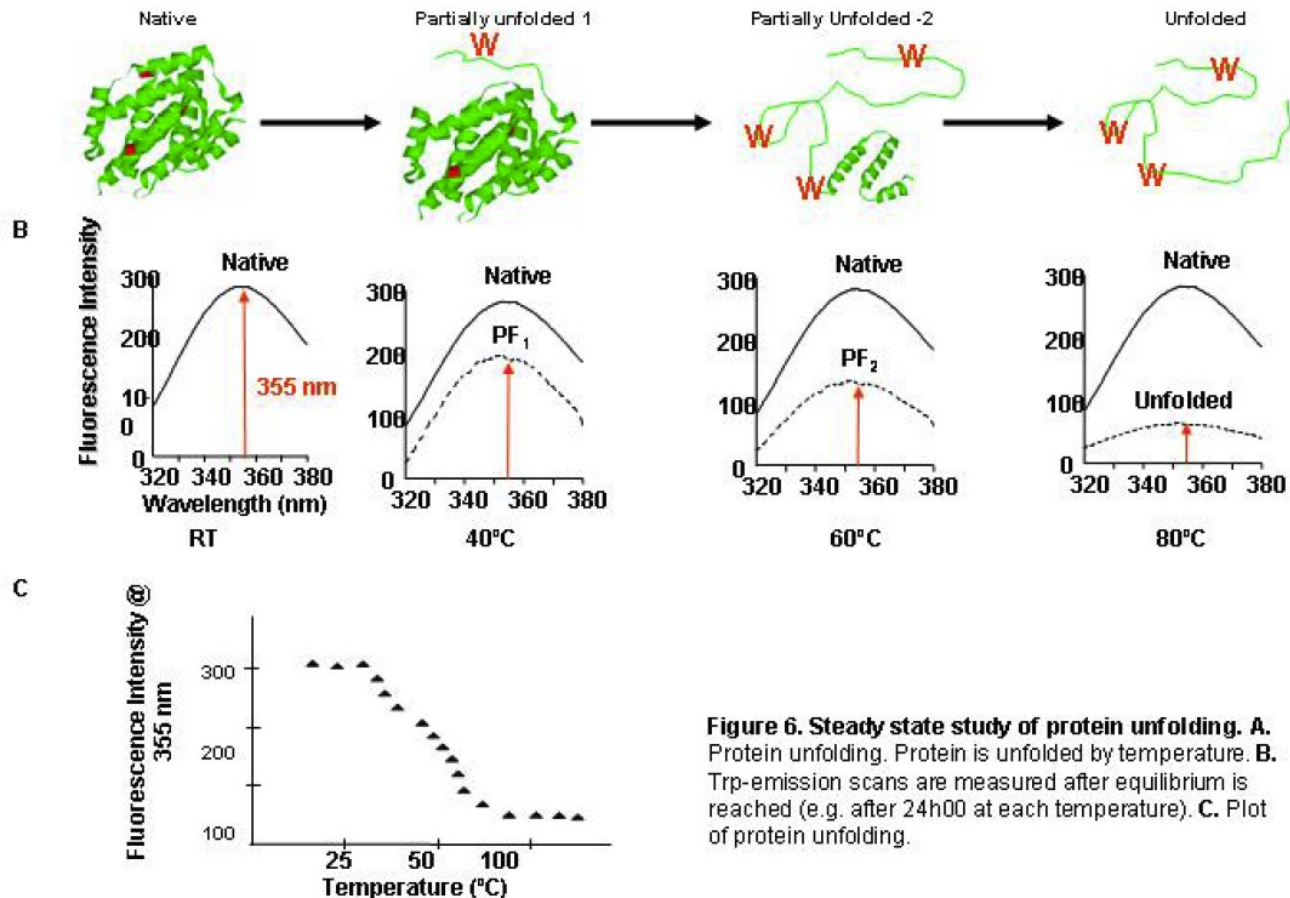 Native
Partially unfolded 1
Partially Unfolded -2
Unfolded
W
W
W
W
W
W
W
B
Fluorescence Intensity
300
200
10
0
0
Native
355 nm
320 340 360 380
Wavelength (nm)
RT
300
200
100
0
Native
PF1
320 340 360 380
40ºC
300
200
100
0
Native
PF2
320 340 360 380
60ºC
300
200
100
0
Native
Unfolded
320 340 360 380
80ºC
C
Fluorescence Intensity @
355 nm
300
200
100
25 50 100
Temperature (ºC)
Figure 6. Steady state study of protein unfolding. A.
Protein unfolding. Protein is unfolded by temperature. B.
Trp-emission scans are measured after equilibrium is
reached (e.g. after 24h00 at each temperature). C. Plot
of protein unfolding.